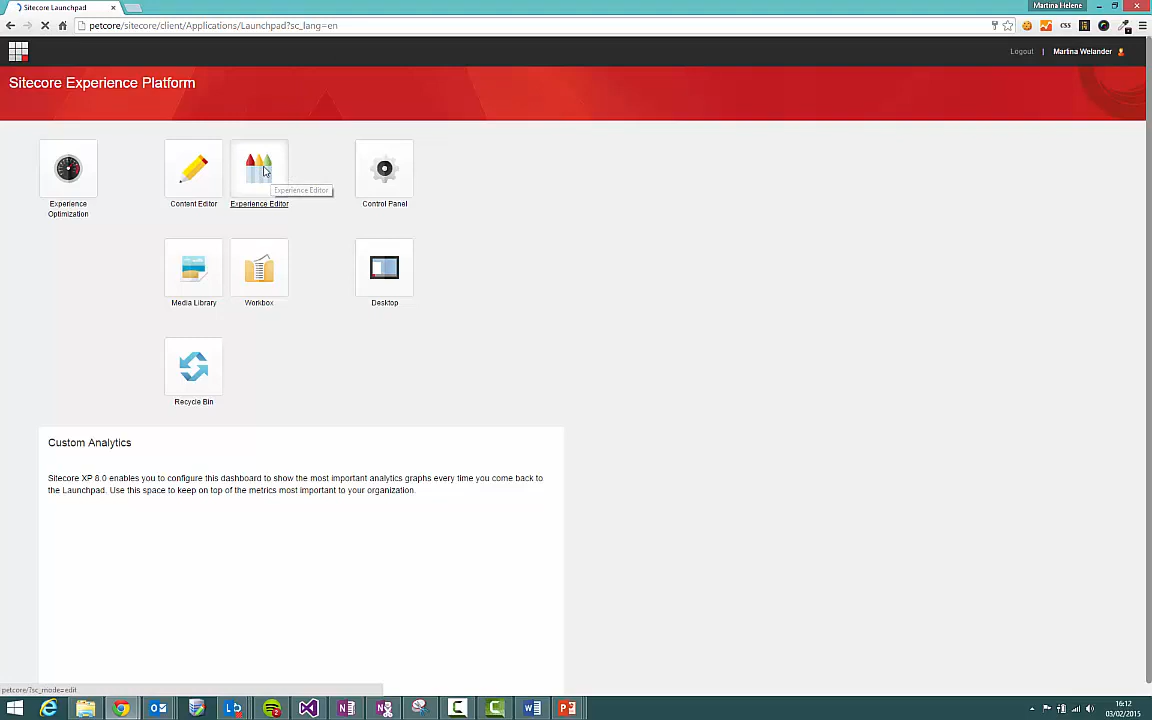 Sitecore Launchpad
Martina Helene
petcore/sitecore/client/Applications/Launchpad?sc_lang=en
CSS
Logout | Martina Welander
Sitecore Experience Platform
Experience Editor
Experience
Optimization
Content Editor
Experience Editor
Control Panel
Media Library
Workbox
Desktop
Recycle Bin
Custom Analytics
Sitecore XP 8.0 enables you to configure this dashboard to show the most important analytics graphs every time you come back to
the Launchpad. Use this space to keep on top of the metrics most important to your organization.
petcore/?sc_mode=edit
16:12
03/02/2015